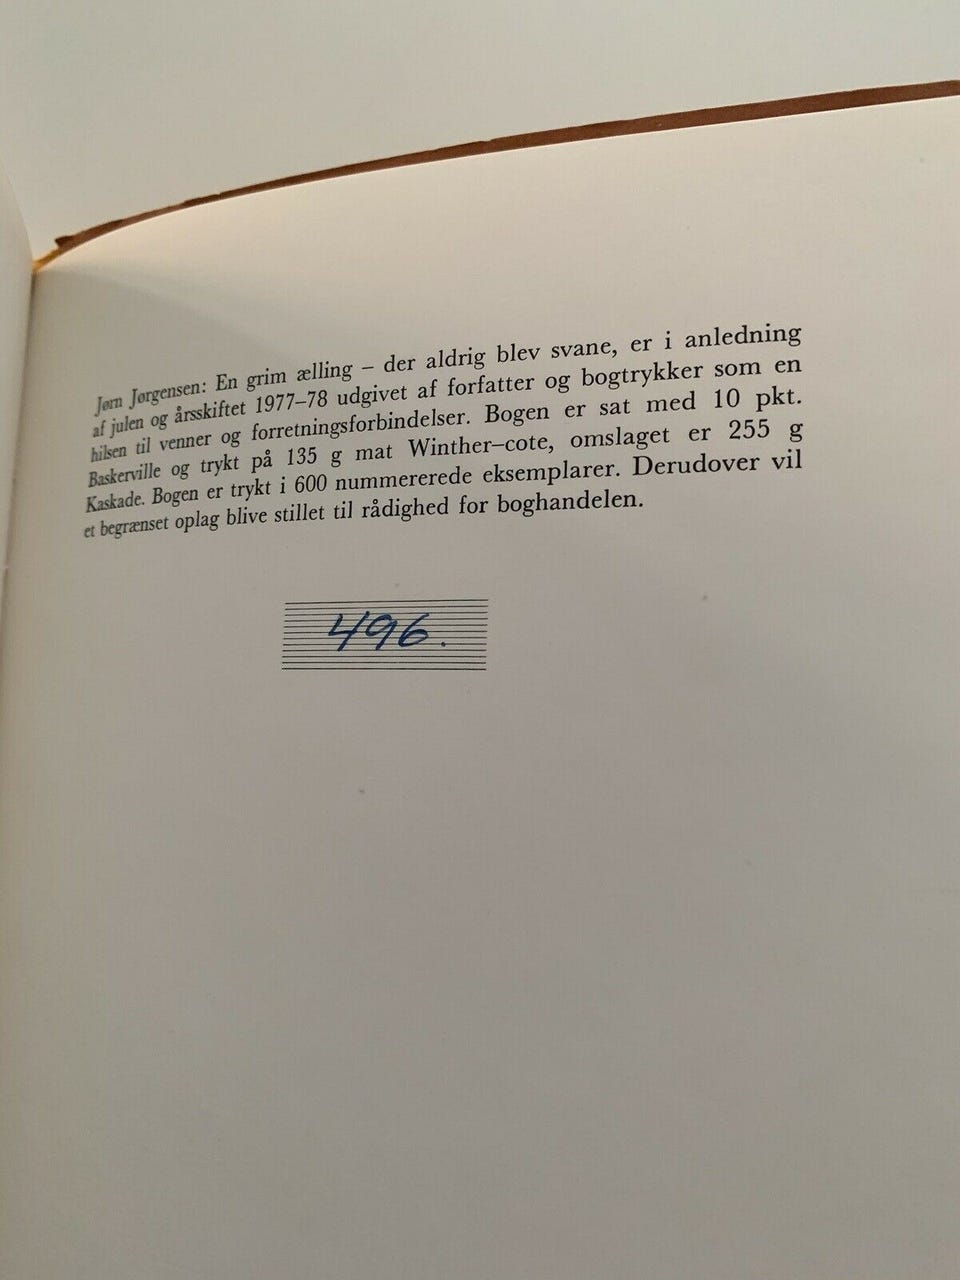 Jørn Jørgensen: En grim ælling – der aldrig blev svane, er i anledning
af julen og årsskiftet 1977–78 udgivet af forfatter og bogtrykker som en
hilsen til venner og forretningsforbindelser. Bogen er sat med 10 pkt.
Baskerville og trykt på 135 g mat Winther–cote, omslaget er 255 g
Kaskade. Bogen er trykt i 600 nummererede eksemplarer. Derudover vil
et begrænset oplag blive stillet til rådighed for boghandelen.
496.